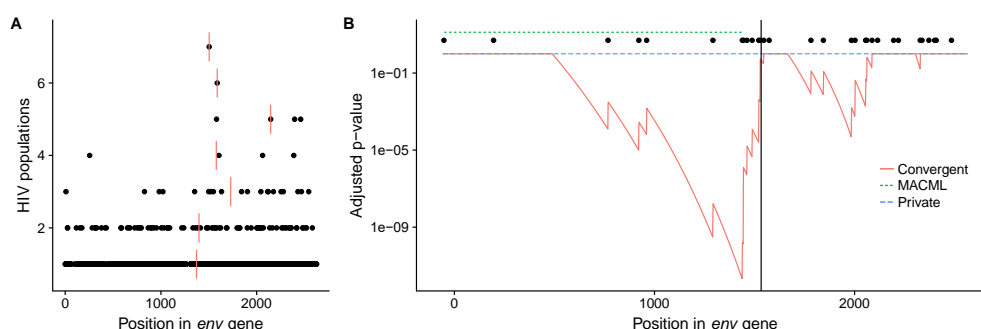 A
HIV populations
6
4
2
0
1000
2000
Position in env gene
B
Adjusted p−value
1e−01
1e−05
1e−09
Convergent
MACML
Private
0
1000
2000
Position in env gene